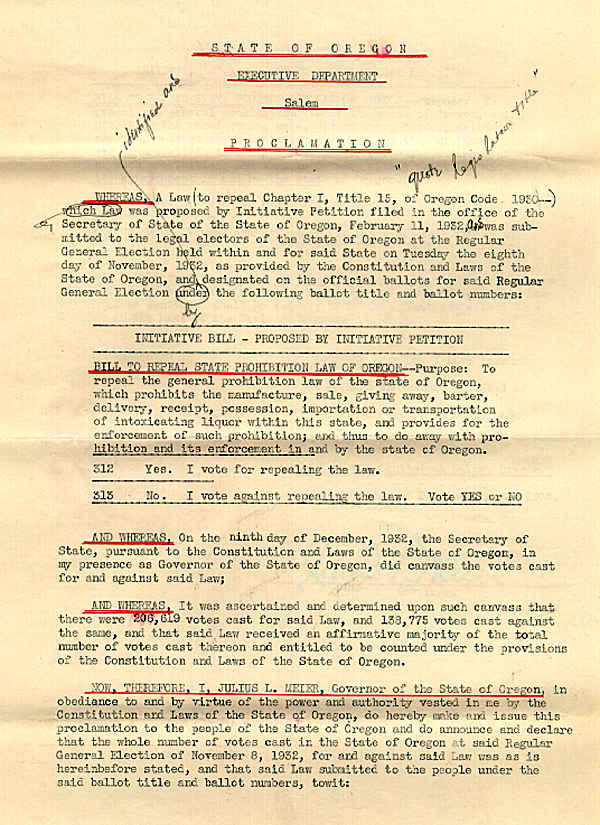 STATE OF OREGON
EXECUTIVE DEPARTMENT
Salem
PROCLAMATION
identified and
"quote Legis Labor title"
WHEREAS, A Law (to repeal Chapter I, Title 15, of Oregon Code 1930--)
which Law was proposed by Initiative Petition filed in the office of the
Secretary of State of the State of Oregon, February 11, 1932, was sub-
mitted to the legal electors of the State of Oregon at the Regular
General Election held within and for said State on Tuesday the eighth
day of November, 1932, as provided by the Constitution and Laws of the
State of Oregon, and designated on the official ballots for said Regular
General Election under the following ballot title and ballot numbers:
by
INITIATIVE BILL - PROPOSED BY INITIATIVE PETITION
BILL TO REPEAL STATE PROHIBITION LAW OF OREGON--Purpose: To
repeal the general prohibition law of the state of Oregon,
which prohibits the manufacture, sale, giving away, barter,
delivery, receipt, possession, importation or transportation
of intoxicating liquor within this state, and provides for the
enforcement of such prohibition; and thus to do away with pro-
hibition and its enforcement in and by the state of Oregon.
312 Yes. I vote for repealing the law.
313 No. I vote against repealing the law. Vote YES or NO
AND WHEREAS, On the ninth day of December, 1932, the Secretary of
State, pursuant to the Constitution and Laws of the State of Oregon, in
my presence as Governor of the State of Oregon, did canvass the votes cast
for and against said Law;
AND WHEREAS, It was ascertained and determined upon such canvass that
there were 206,619 votes cast for said Law, and 138,775 votes cast against
the same, and that said Law received an affirmative majority of the total
number of votes cast thereon and entitled to be counted under the provisions
of the Constitution and Laws of the State of Oregon.
NOW, THEREFORE, I, JULIUS L. MEIER, Governor of the State of Oregon, in
obedience to and by virtue of the power and authority vested in me by the
Constitution and Laws of the State of Oregon, do hereby make and issue this
proclamation to the people of the State of Oregon and do announce and declare
that the whole number of votes cast in the State of Oregon at said Regular
General Election of November 8, 1932, for and against said Law was as is
hereinbefore stated, and that said Law submitted to the people under the
said ballot title and ballot numbers, towit: